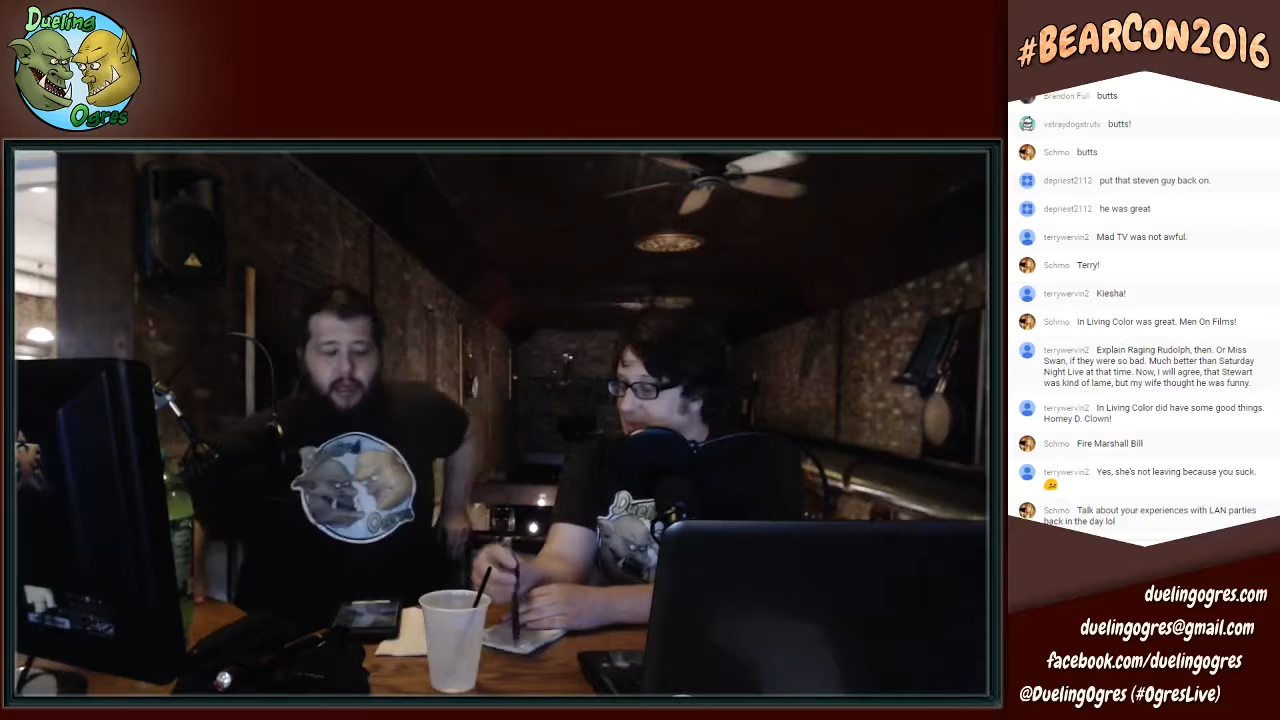 Dueling
Ogres
#BEARCON2016
Brandon Full butts
vstraydogstrutv butts!
Schmo butts
depriest2112 put that steven guy back on.
depriest2112 he was great
terrywervin2 Mad TV was not awful.
Schmo Terry!
terrywervin2 Kiesha!
Schmo In Living Color was great. Men On Films!
terrywervin2 Explain Raging Rudolph, then. Or Miss
Swan, if they were so bad. Much better than Saturday
Night Live at that time. Now, I will agree, that Stewart
was kind of lame, but my wife thought he was funny.
terrywervin2 In Living Color did have some good things.
Homey D. Clown!
Schmo Fire Marshall Bill
terrywervin2 Yes, she's not leaving because you suck.
Schmo Talk about your experiences with LAN parties
back in the day lol
duelingogres.com
duelingogres@gmail.com
facebook.com/duelingogres
@DuelingOgres (#OgresLive)